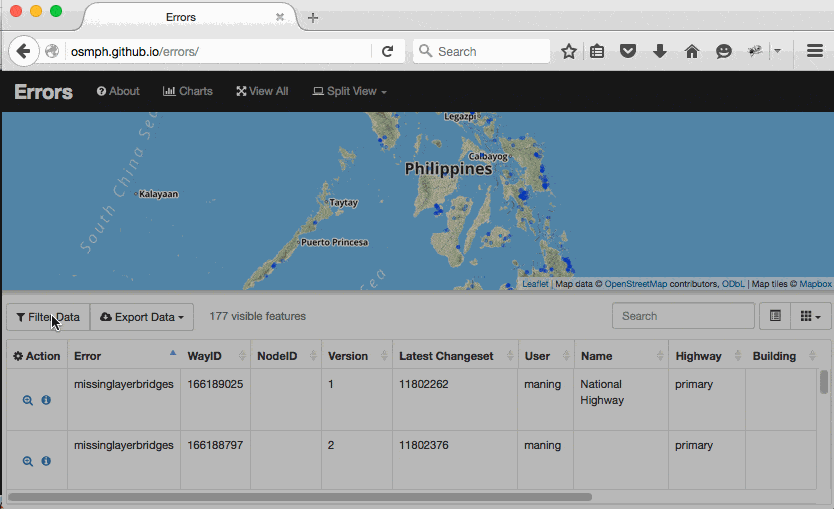 Errors
osmph.github.io/errors/
Search
Errors
About
Charts
View All
Split View
Legazpi
Calbayog
Philippines
South China Sea
Kalayaan
Taytay
Puerto Princesa
sea
Leaflet | Map data © OpenStreetMap contributors, ODbL | Map tiles © Mapbox
Filter Data
Export Data
177 visible features
Search
Action Error WayID NodeID Version Latest Changeset User Name Highway Building
missinglayerbridges 166189025 1 11802262 maning National Highway primary
missinglayerbridges 166188797 2 11802376 maning primary